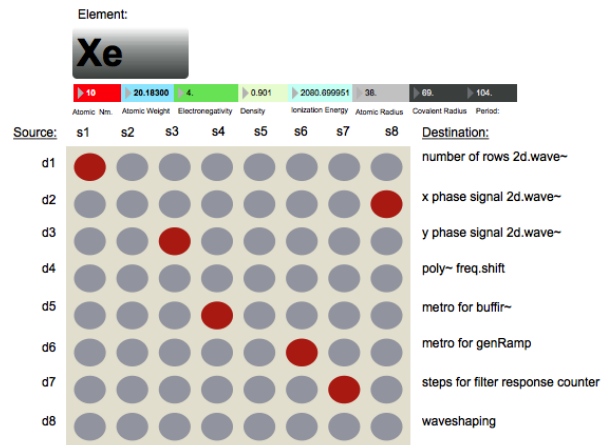 Element:
Xe
10 20.18300 4. 0.901 2080.699951 38. 69. 104.
Atomic Nm. Atomic Weight Electronegativity Density Ionization Energy Atomic Radius Covalent Radius Period:
Source: s1 s2 s3 s4 s5 s6 s7 s8 Destination:
d1 number of rows 2d.wave~
d2 x phase signal 2d.wave~
d3 y phase signal 2d.wave~
d4 poly~ freq.shift
d5 metro for buffir~
d6 metro for genRamp
d7 steps for filter response counter
d8 waveshaping